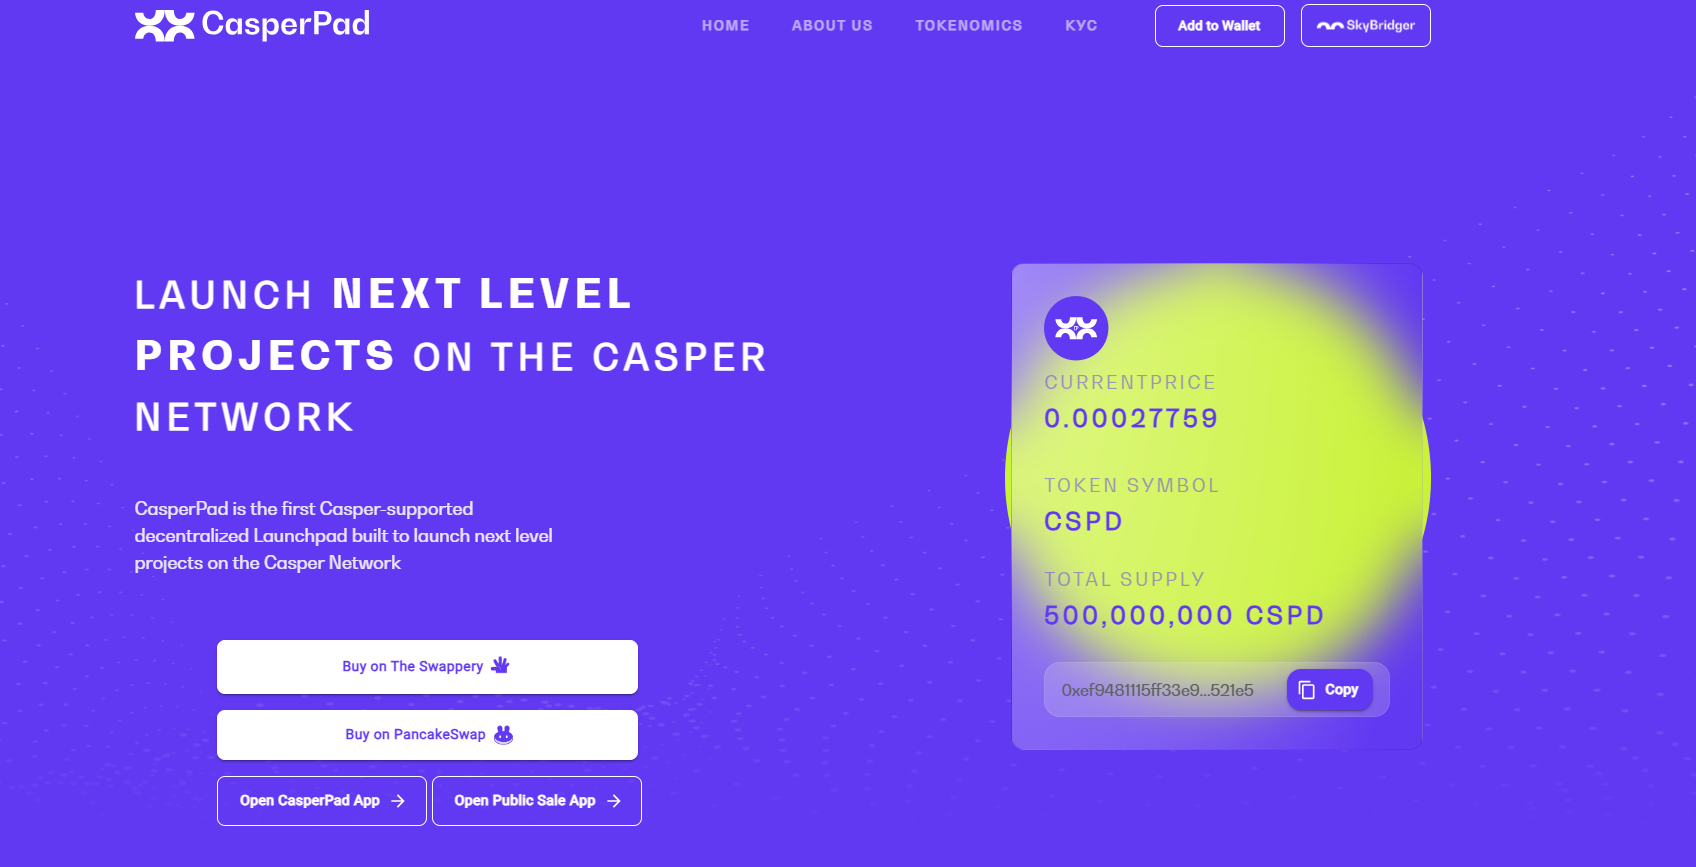 CasperPad
HOME
ABOUT US
TOKENOMICS
KYC
Add to Wallet
SkyBridger
LAUNCH NEXT LEVEL
PROJECTS ON THE CASPER
NETWORK
CasperPad is the first Casper-supported
decentralized Launchpad built to launch next level
projects on the Casper Network
Buy on The Swappery
Buy on PancakeSwap
Open CasperPad App
Open Public Sale App
CURRENTPRICE
0.00027759
TOKEN SYMBOL
CSPD
TOTAL SUPPLY
500,000,000 CSPD
0xef9481115ff33e9...521e5
Copy